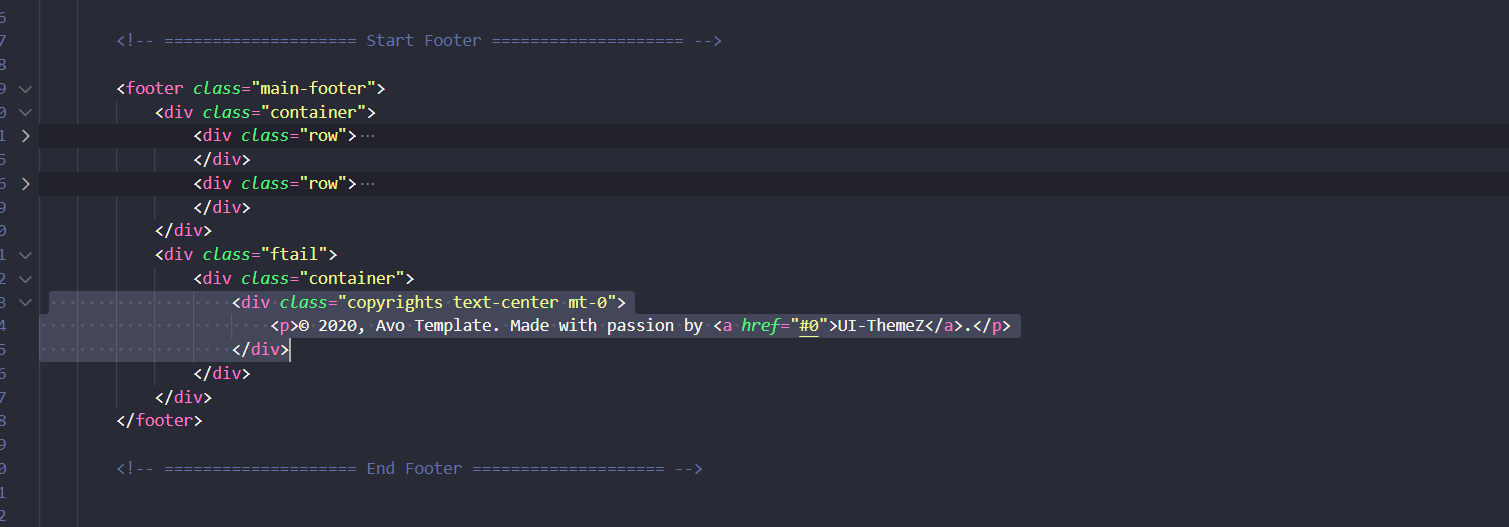 6
7 <!-- ==================== Start Footer ==================== -->
8
9 <footer class="main-footer">
0 <div class="container">
1 <div class="row">···
5 </div>
6 <div class="row">···
9 </div>
0 </div>
1 <div class="ftail">
2 <div class="container">
3 <div class="copyrights text-center mt-0">
4 <p>© 2020, Avo Template. Made with passion by <a href="#0">UI-ThemeZ</a>.</p>
5 </div>
6 </div>
7 </div>
8 </footer>
9
0 <!-- ==================== End Footer ==================== -->
1
2